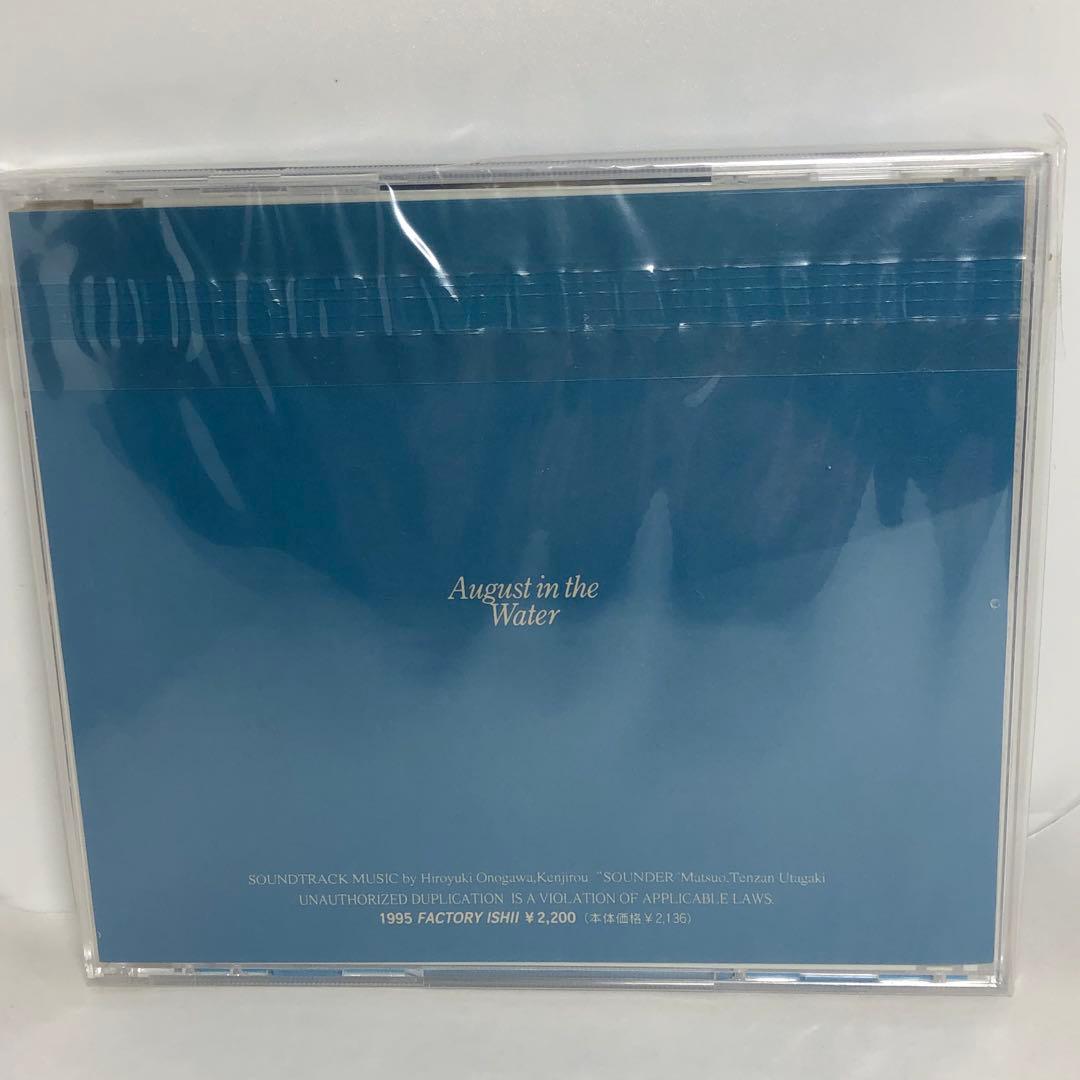 August in the
Water
SOUNDTRACK MUSIC by Hiroyuki Onogawa,Kenjirou "SOUNDER"Matsuo,Tenzan Utagaki
UNAUTHORIZED DUPLICATION IS A VIOLATION OF APPLICABLE LAWS.
1995 FACTORY ISHII ¥2,200 (本体価格¥2,136)